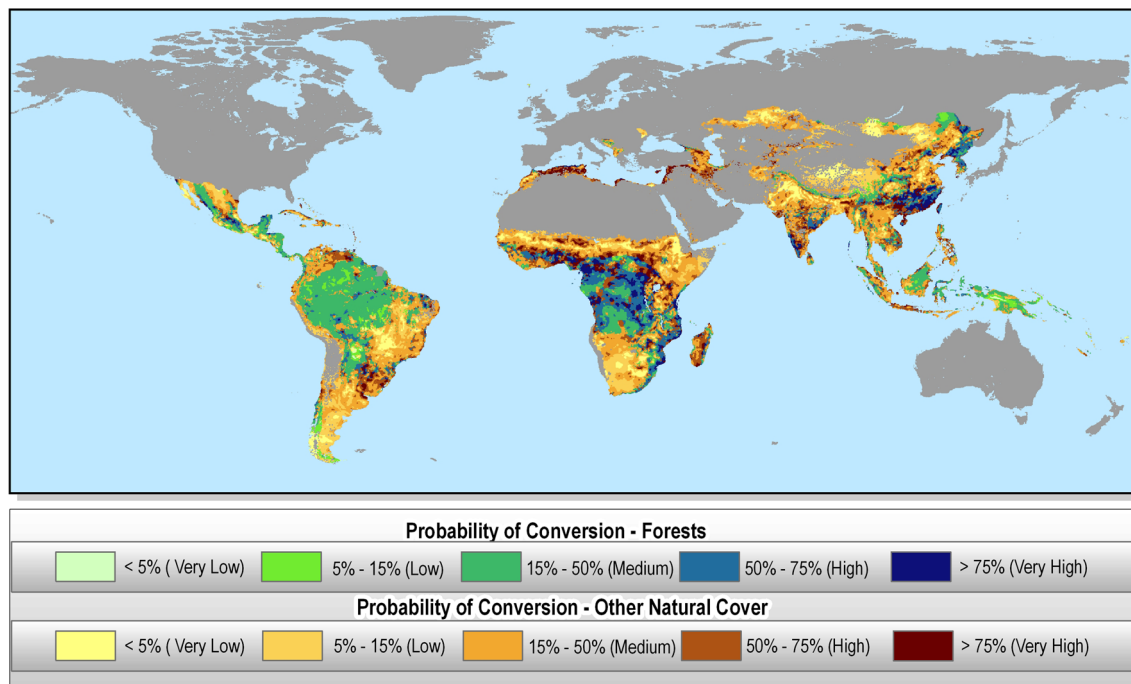 Probability of Conversion - Forests
< 5% ( Very Low) 5% - 15% (Low) 15% - 50% (Medium) 50% - 75% (High) > 75% (Very High)
Probability of Conversion - Other Natural Cover
< 5% ( Very Low) 5% - 15% (Low) 15% - 50% (Medium) 50% - 75% (High) > 75% (Very High)